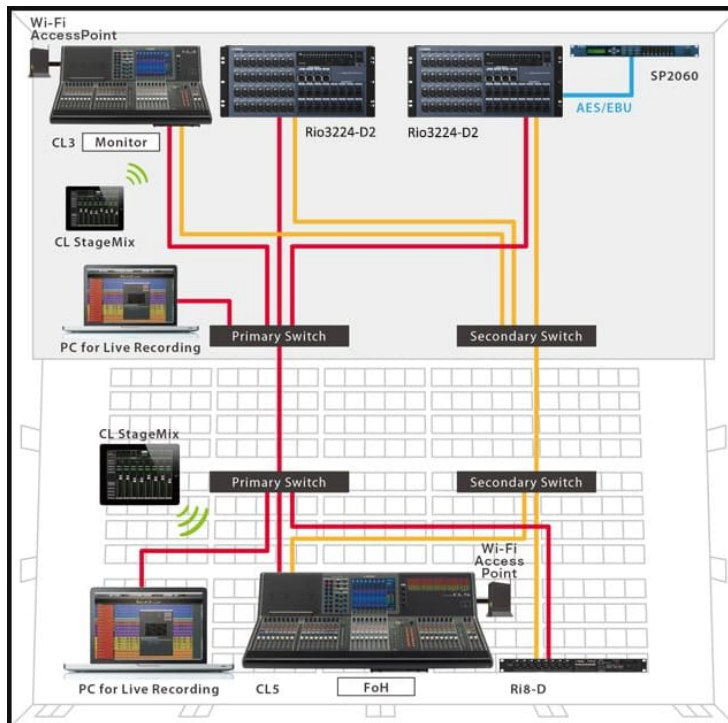 Wi-Fi
AccessPoint
SP2060
AES/EBU
CL3 Monitor
Rio3224-D2
Rio3224-D2
CL StageMix
Primary Switch
Secondary Switch
PC for Live Recording
CL StageMix
Primary Switch
Secondary Switch
Wi-Fi
Access
Point
PC for Live Recording
CL5
FoH
Ri8-D